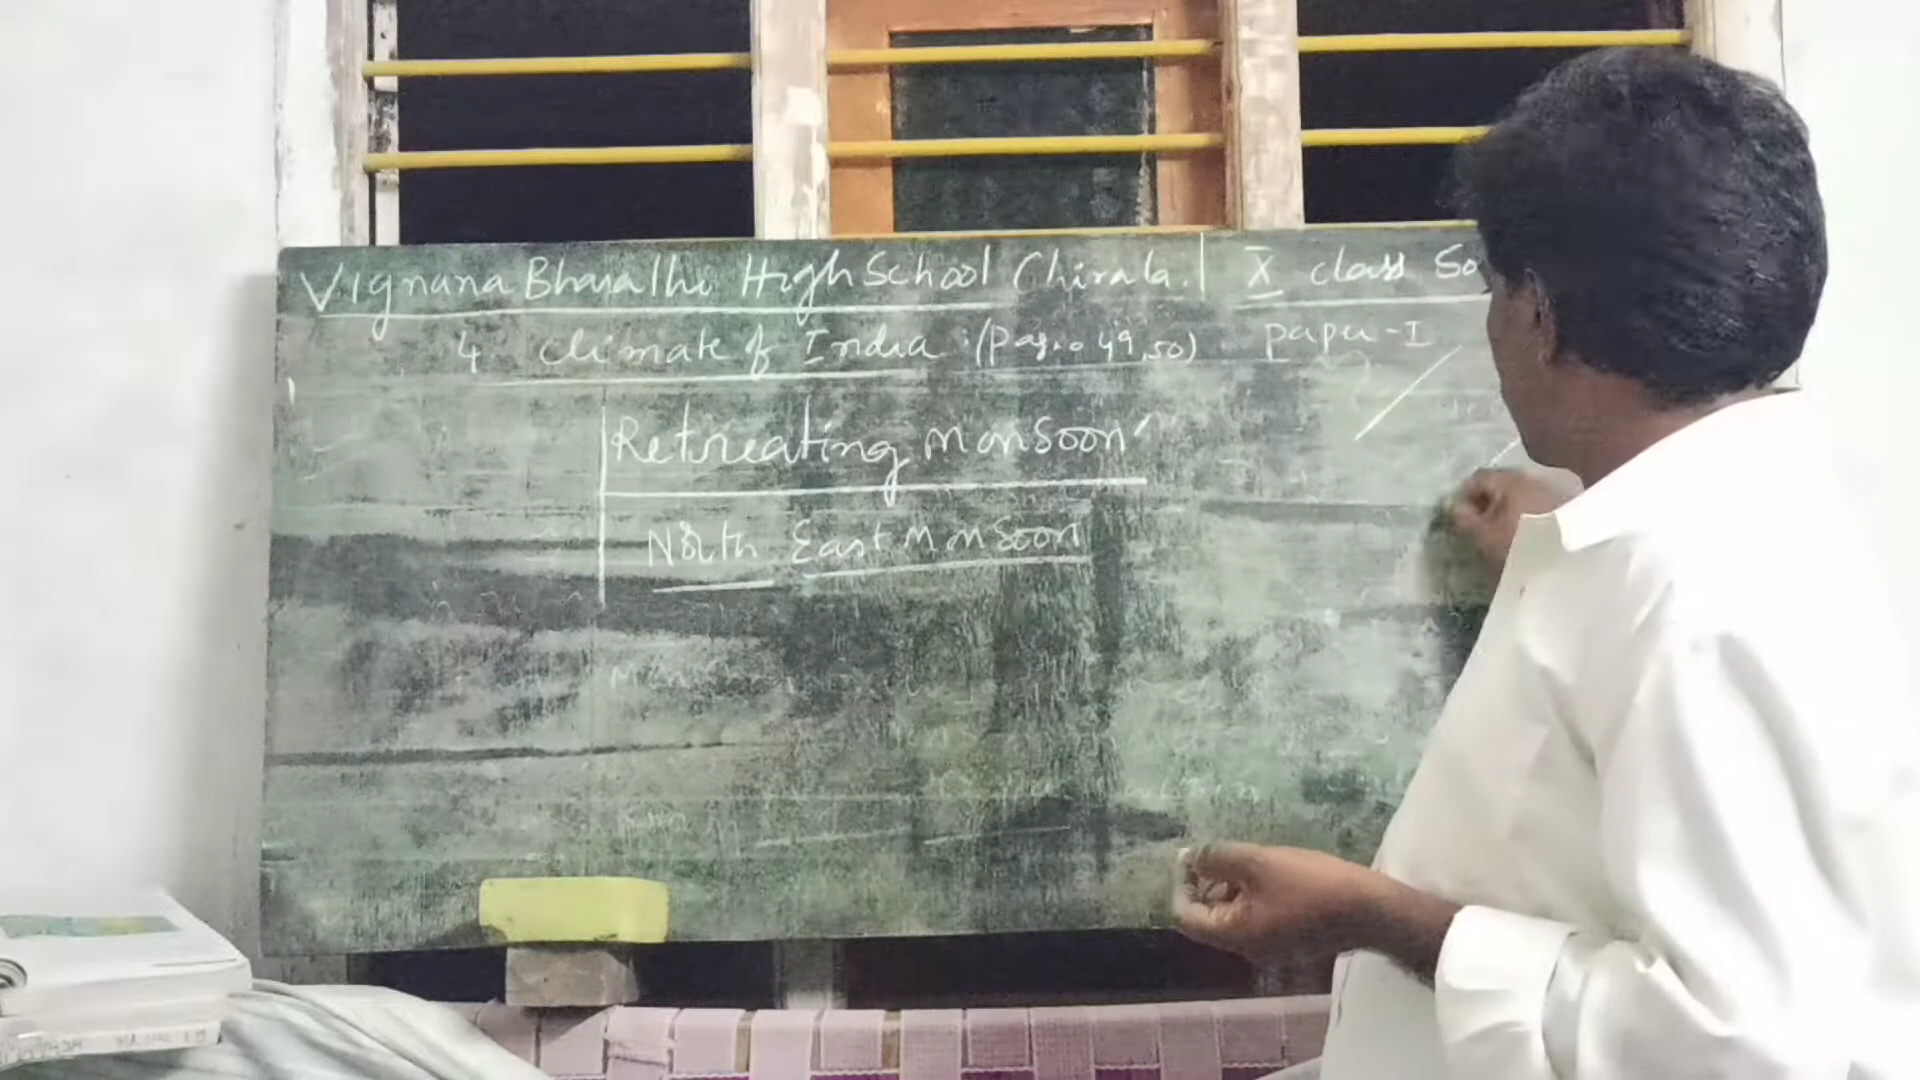 Vignana Bharathi High School Chirala. | X class So
4 Climate of India : (page 49,50) paper-I
Retreating Monsoon
North East Monsoon